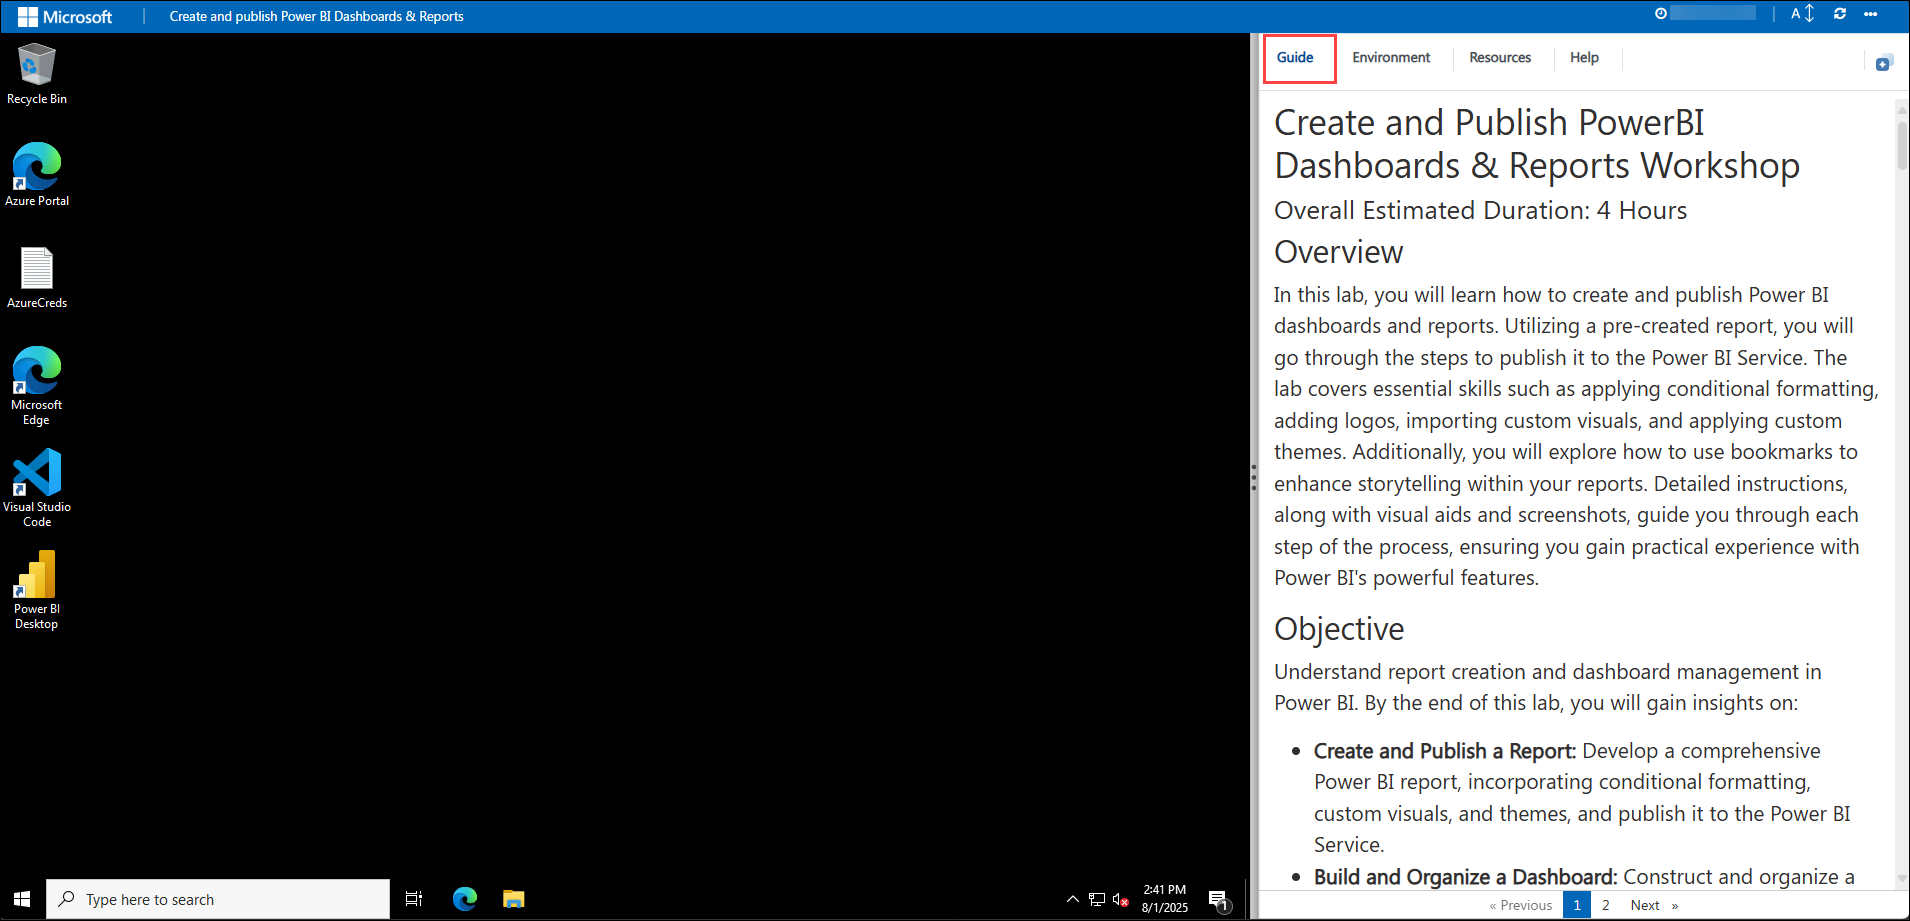 Microsoft
Create and publish Power BI Dashboards & Reports
A
Recycle Bin
Azure Portal
AzureCreds
Microsoft
Edge
Visual Studio
Code
Power BI
Desktop
Type here to search
2:41 PM
8/1/2025
1
Guide
Environment
Resources
Help
Create and Publish PowerBI
Dashboards & Reports Workshop
Overall Estimated Duration: 4 Hours
Overview
In this lab, you will learn how to create and publish Power BI
dashboards and reports. Utilizing a pre-created report, you will
go through the steps to publish it to the Power BI Service. The
lab covers essential skills such as applying conditional formatting,
adding logos, importing custom visuals, and applying custom
themes. Additionally, you will explore how to use bookmarks to
enhance storytelling within your reports. Detailed instructions,
along with visual aids and screenshots, guide you through each
step of the process, ensuring you gain practical experience with
Power BI's powerful features.
Objective
Understand report creation and dashboard management in
Power BI. By the end of this lab, you will gain insights on:
• Create and Publish a Report: Develop a comprehensive
Power BI report, incorporating conditional formatting,
custom visuals, and themes, and publish it to the Power BI
Service.
• Build and Organize a Dashboard: Construct and organize a
« Previous 1 2 Next »